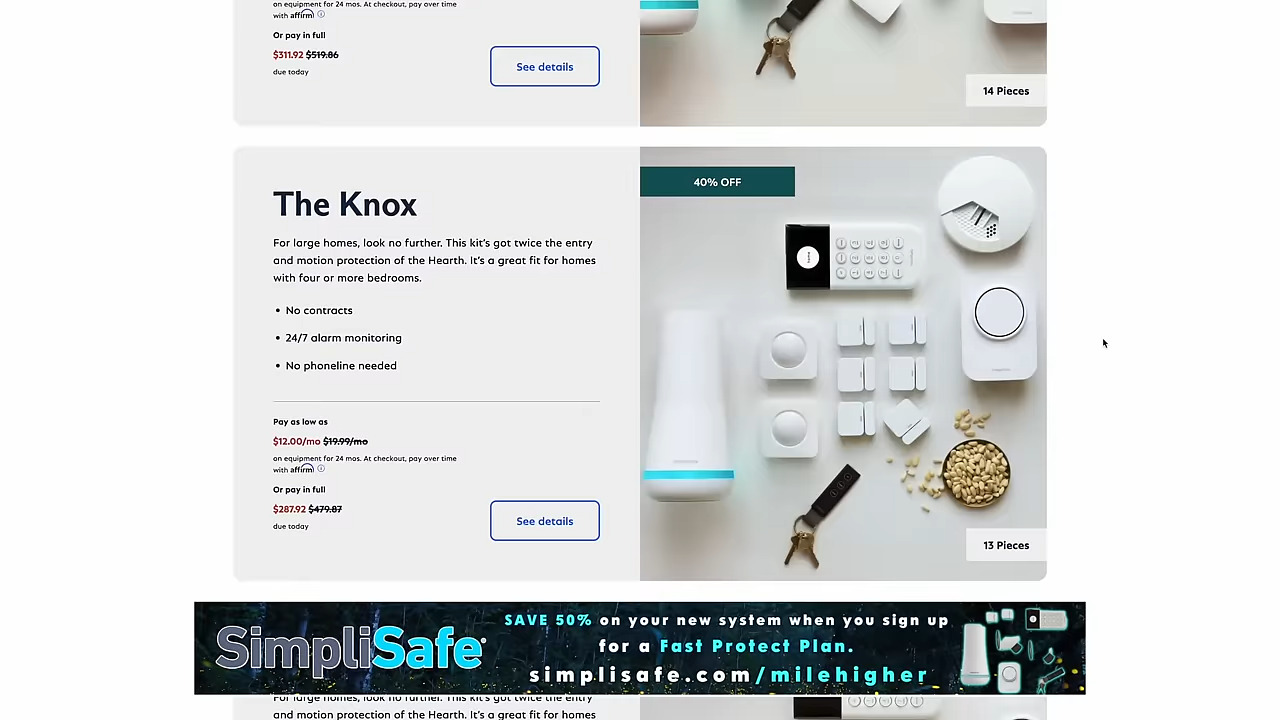 on equipment for 24 mos. At checkout, pay over time
with affirm
Or pay in full
$311.92 $519.86
due today
See details
14 Pieces
The Knox
For large homes, look no further. This kit's got twice the entry
and motion protection of the Hearth. It's a great fit for homes
with four or more bedrooms.
• No contracts
• 24/7 alarm monitoring
• No phoneline needed
Pay as low as
$12.00/mo $19.99/mo
on equipment for 24 mos. At checkout, pay over time
with affirm
Or pay in full
$287.92 $479.87
due today
See details
40% OFF
13 Pieces
SimpliSafe
SAVE 50% on your new system when you sign up
for a Fast Protect Plan.
simplisafe.com/milehigher
For large homes, look no further. This kit's got twice the entry
and motion protection of the Hearth. It's a great fit for homes